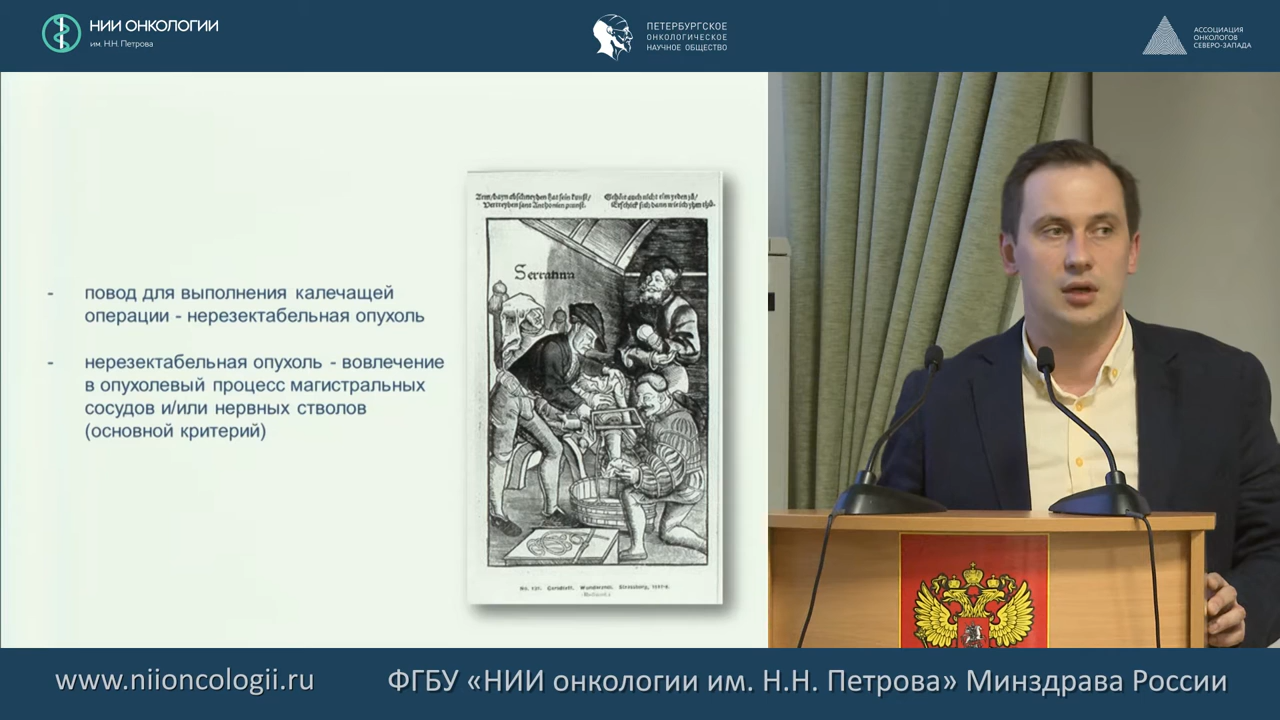 НИИ ОНКОЛОГИИ
им. Н.Н. Петрова
ПЕТЕРБУРГСКОЕ
ОНКОЛОГИЧЕСКОЕ
НАУЧНОЕ ОБЩЕСТВО
АССОЦИАЦИЯ
ОНКОЛОГОВ
СЕВЕРО-ЗАПАДА
- повод для выполнения калечащей
операции - нерезектабельная опухоль
- нерезектабельная опухоль - вовлечение
в опухолевый процесс магистральных
сосудов и/или нервных стволов
(основной критерий)
Serratura
www.niioncologii.ru
ФГБУ «НИИ онкологии им. Н.Н. Петрова» Минздрава России